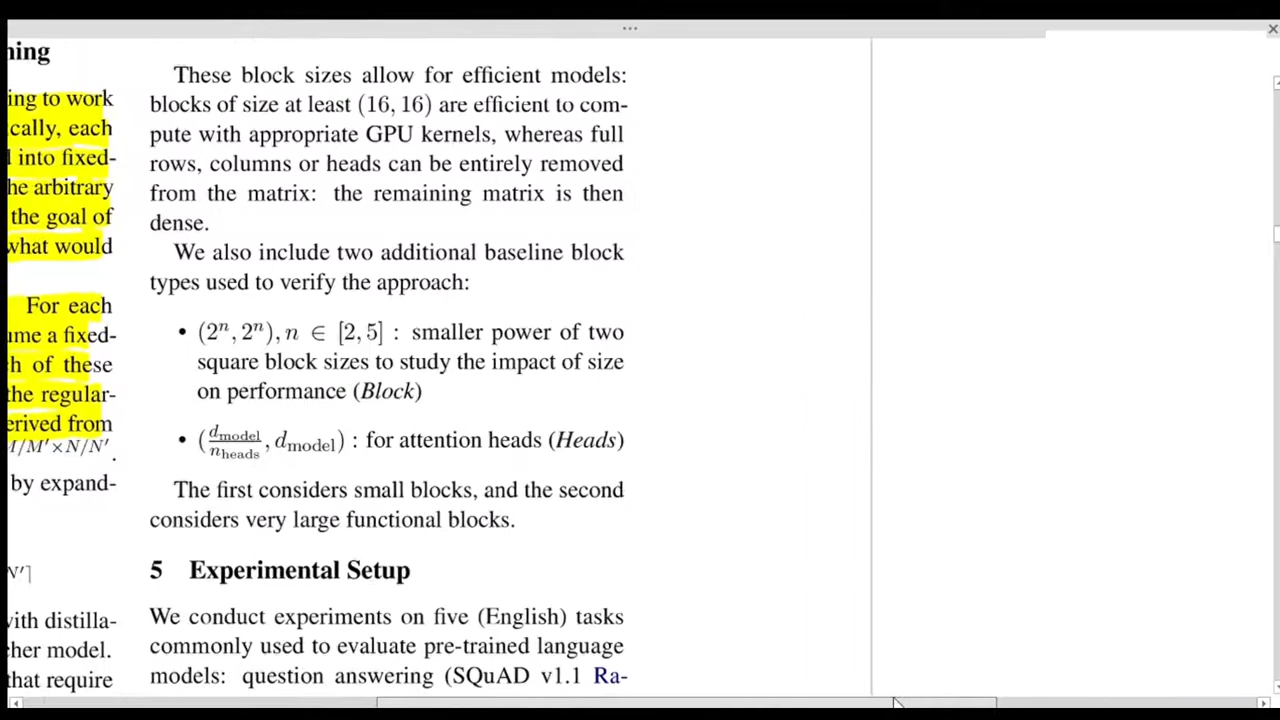 ning
ing to work
cally, each
l into fixed-
he arbitrary
the goal of
what would
For each
ume a fixed-
ch of these
the regular-
erived from
M/M′×N/N′
.
by expand-
N′⌉
with distilla-
cher model.
that require
These block sizes allow for efficient models:
blocks of size at least (16, 16) are efficient to com-
pute with appropriate GPU kernels, whereas full
rows, columns or heads can be entirely removed
from the matrix: the remaining matrix is then
dense.
We also include two additional baseline block
types used to verify the approach:
• (2ⁿ, 2ⁿ), n ∈ [2, 5] : smaller power of two
square block sizes to study the impact of size
on performance (Block)
• (d_model/n_heads, d_model) : for attention heads (Heads)
The first considers small blocks, and the second
considers very large functional blocks.
5 Experimental Setup
We conduct experiments on five (English) tasks
commonly used to evaluate pre-trained language
models: question answering (SQuAD v1.1 Ra-